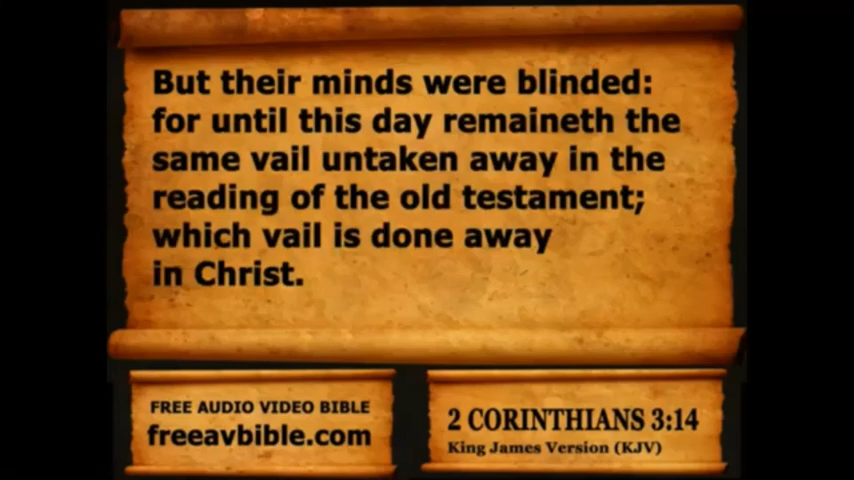 But their minds were blinded:
for until this day remaineth the
same vail untaken away in the
reading of the old testament;
which vail is done away
in Christ.
FREE AUDIO VIDEO BIBLE
freeavbible.com
2 CORINTHIANS 3:14
King James Version (KJV)